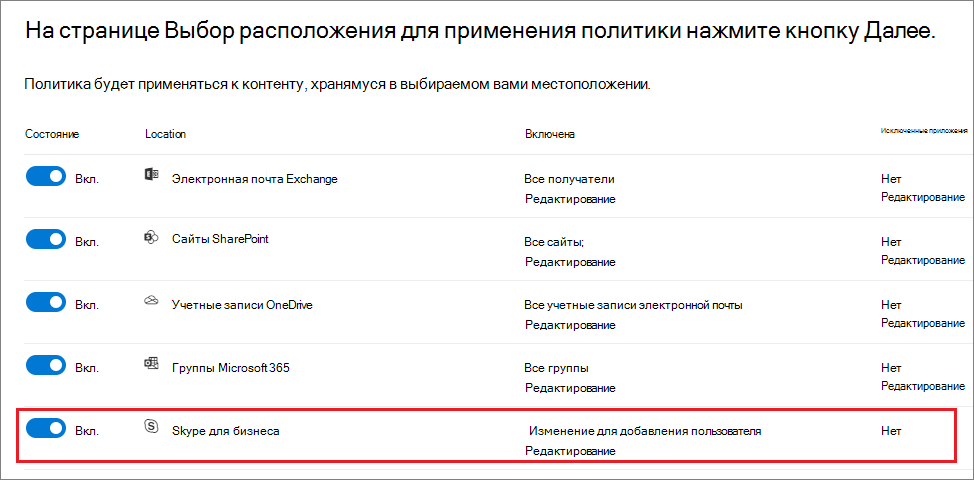 На странице Выбор расположения для применения политики нажмите кнопку Далее.
Политика будет применяться к контенту, хранямуся в выбираемом вами местоположении.
Состояние Location Включена Исключенные приложения
Вкл. Электронная почта Exchange Все получатели Нет
Редактирование Редактирование
Вкл. Сайты SharePoint Все сайты; Нет
Редактирование Редактирование
Вкл. Учетные записи OneDrive Все учетные записи электронной почты Нет
Редактирование Редактирование
Вкл. Группы Microsoft 365 Все группы Нет
Редактирование Редактирование
Вкл. Skype для бизнеса Изменение для добавления пользователя Нет
Редактирование